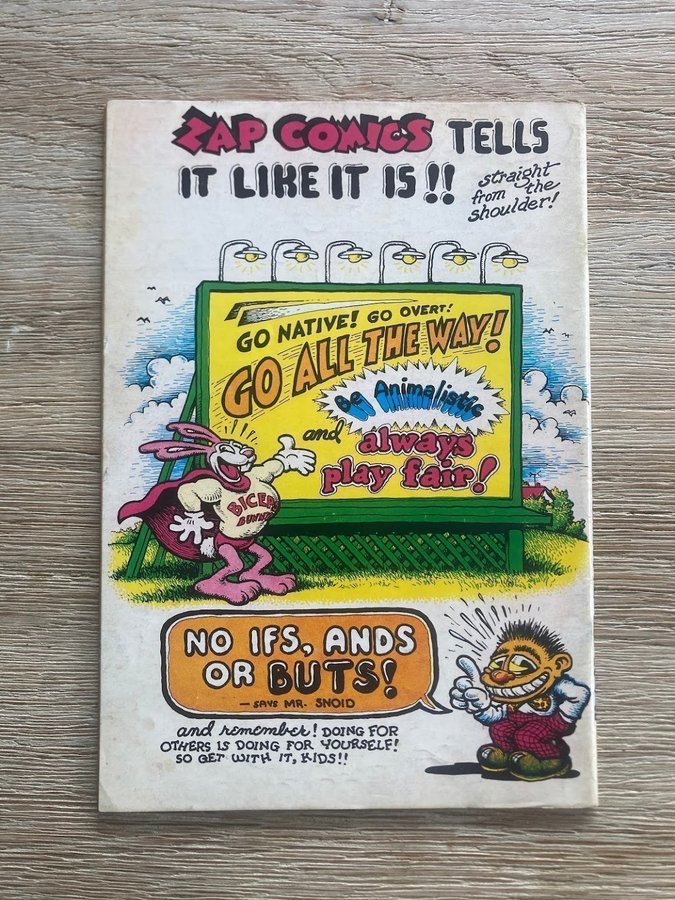 ZAP COMICS TELLS
IT LIKE IT IS!!
straight
from the
shoulder!
GO NATIVE! GO OVERT!
GO ALL THE WAY!
Be Animalistic
and always
play fair!
BICEPS
BUNNY
NO IFS, ANDS
OR BUTS!
— SAYS MR. SNOID
and remember! DOING FOR
OTHERS IS DOING FOR YOURSELF!
SO GET WITH IT, KIDS!!